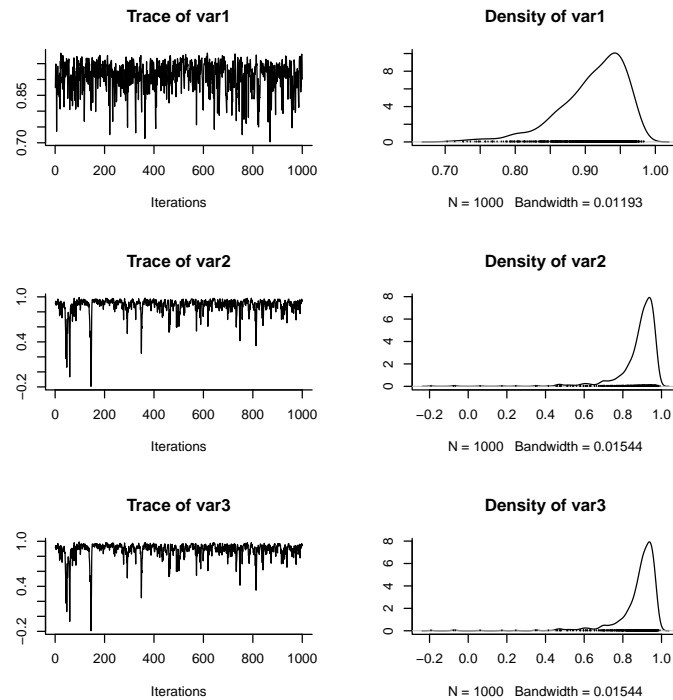 Trace of var1
0.70 0.85
0 200 400 600 800 1000
Iterations
Density of var1
0 4 8
0.70 0.80 0.90 1.00
N = 1000 Bandwidth = 0.01193
Trace of var2
−0.2 0.4 1.0
0 200 400 600 800 1000
Iterations
Density of var2
0 2 4 6 8
−0.2 0.0 0.2 0.4 0.6 0.8 1.0
N = 1000 Bandwidth = 0.01544
Trace of var3
−0.2 0.4 1.0
0 200 400 600 800 1000
Iterations
Density of var3
0 2 4 6 8
−0.2 0.0 0.2 0.4 0.6 0.8 1.0
N = 1000 Bandwidth = 0.01544